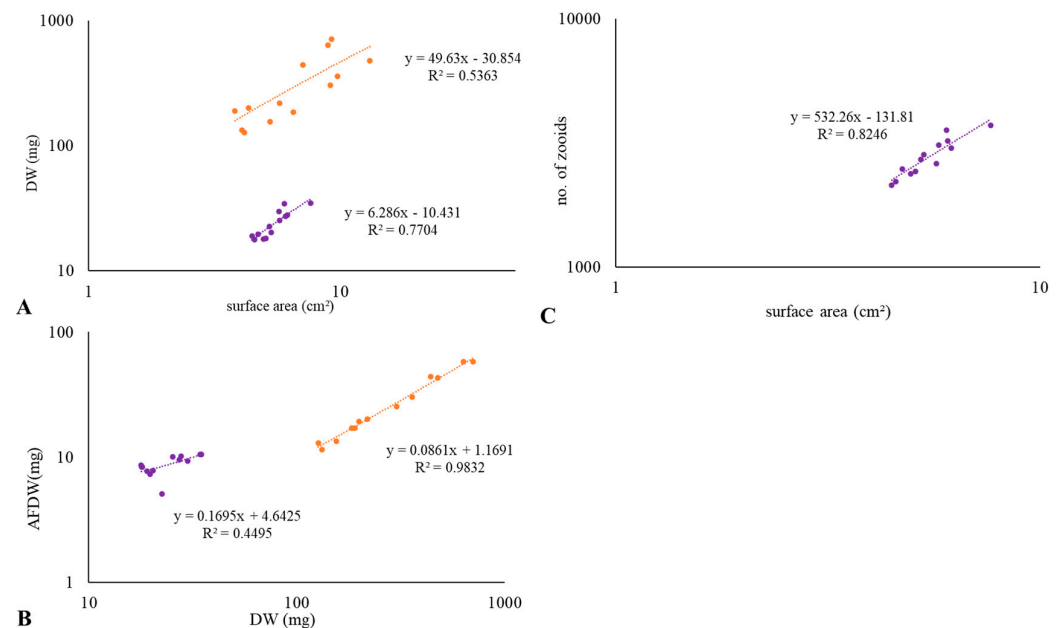 1000
100
10
DW (mg)
y = 49.63x - 30.854
R² = 0.5363
y = 6.286x - 10.431
R² = 0.7704
1
10
surface area (cm²)
A
10000
1000
no. of zooids
y = 532.26x - 131.81
R² = 0.8246
1
10
surface area (cm²)
C
100
10
1
AFDW(mg)
y = 0.0861x + 1.1691
R² = 0.9832
y = 0.1695x + 4.6425
R² = 0.4495
10
100
1000
DW (mg)
B